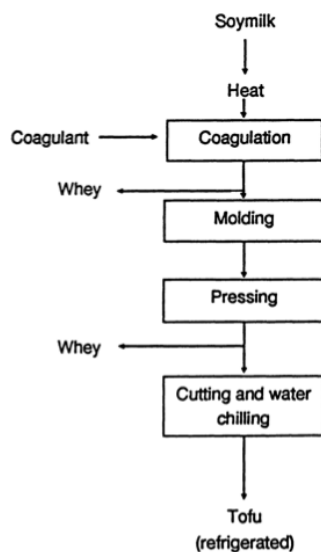 Soymilk
Heat
Coagulant
Coagulation
Whey
Molding
Pressing
Whey
Cutting and water
chilling
Tofu
(refrigerated)